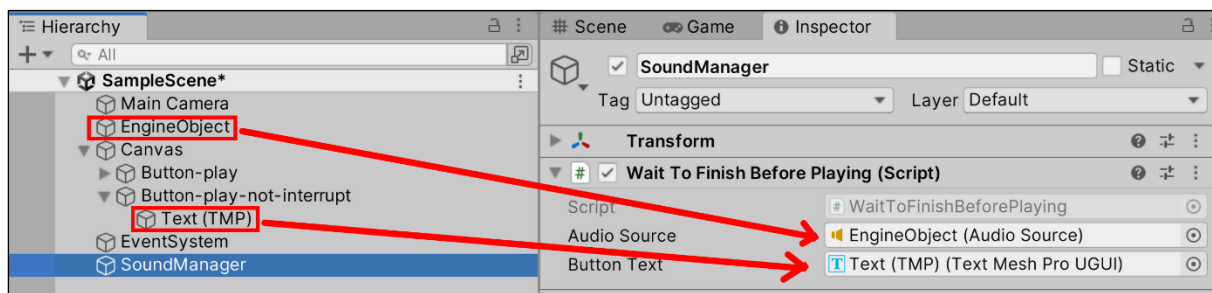 Hierarchy
All
SampleScene*
Main Camera
EngineObject
Canvas
Button-play
Button-play-not-interrupt
Text (TMP)
EventSystem
SoundManager
Scene Game Inspector
SoundManager Static
Tag Untagged Layer Default
Transform
# Wait To Finish Before Playing (Script)
Script # WaitToFinishBeforePlaying
Audio Source EngineObject (Audio Source)
Button Text T Text (TMP) (Text Mesh Pro UGUI)